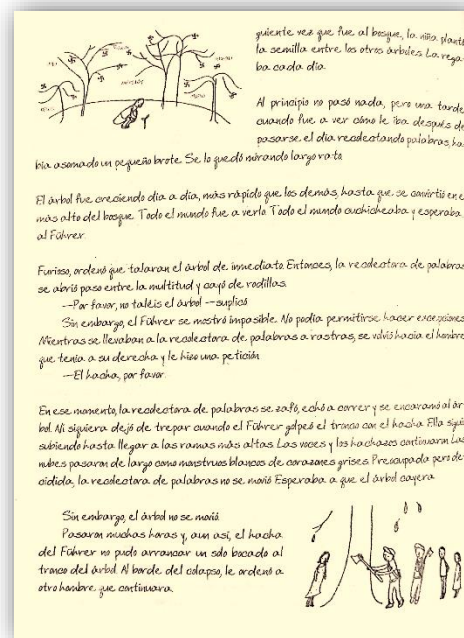 guiente vez que fue al bosque, la niña plantó
la semilla entre los otros árboles. La rega-
ba cada día.
Al principio no pasó nada, pero una tarde,
cuando fue a ver cómo le iba después de
pasarse el día recolectando palabras, ha-
bía asomado un pequeño brote. Se lo quedó mirando largo rato.
El árbol fue creciendo día a día, más rápido que los demás, hasta que se convirtió en el
más alto del bosque. Todo el mundo fue a verlo. Todo el mundo cuchicheaba y esperaba...
al Führer.
Furioso, ordenó que talaran el árbol de inmediato. Entonces, la recolectora de palabras
se abrió paso entre la multitud y cayó de rodillas.
--Por favor, no taléis el árbol --suplicó.
Sin embargo, el Führer se mostró impasible. No podía permitirse hacer excepciones.
Mientras se llevaban a la recolectora de palabras a rastras, se volvió hacia el hombre
que tenía a su derecha y le hizo una petición:
--El hacha, por favor.
En ese momento, la recolectora de palabras se zafó, echó a correr y se encaramó al ár-
bol. Ni siquiera dejó de trepar cuando el Führer golpeó el tronco con el hacha. Ella siguió
subiendo hasta llegar a las ramas más altas. Las voces y los hachazos continuaron. Las
nubes pasaron de largo como monstruos blancos de corazones grises. Preocupada pero de-
cidida, la recolectora de palabras no se movió. Esperaba a que el árbol cayera.
Sin embargo, el árbol no se movió.
Pasaron muchas horas y, aun así, el hacha
del Führer no pudo arrancar un solo bocado al
tronco del árbol. Al borde del colapso, le ordenó a
otro hombre que continuara.